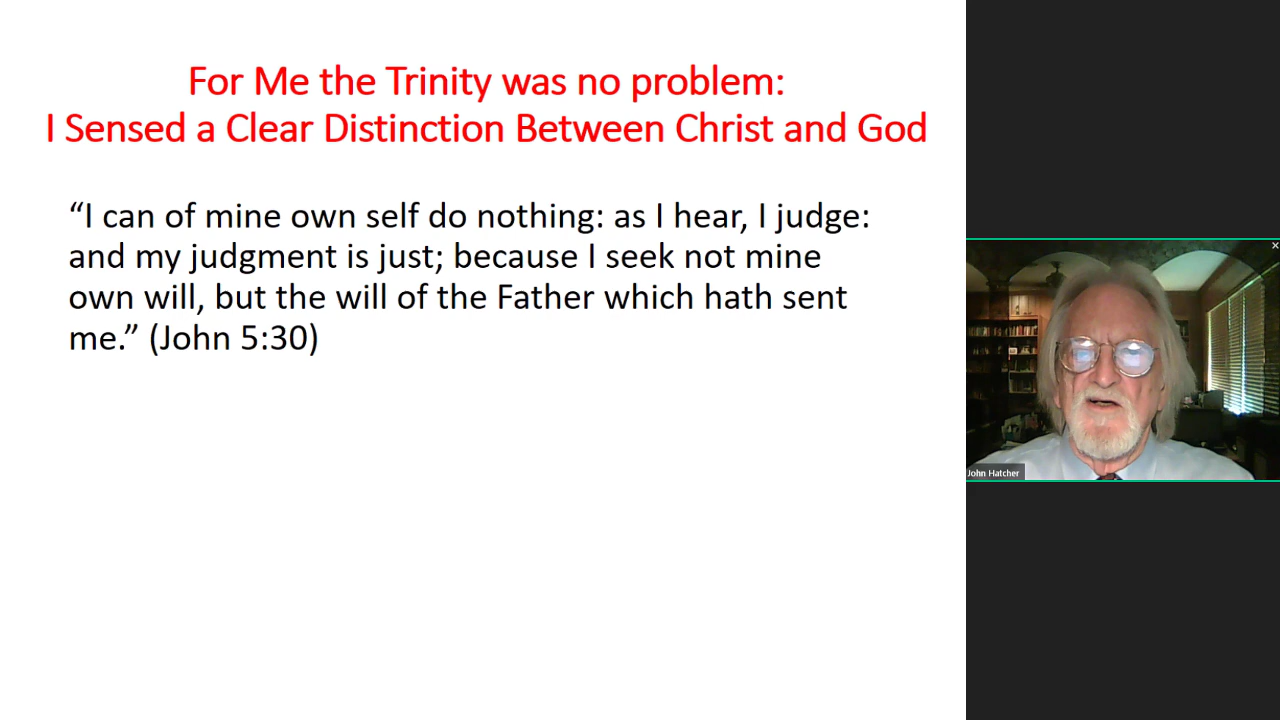 For Me the Trinity was no problem:
I Sensed a Clear Distinction Between Christ and God
“I can of mine own self do nothing: as I hear, I judge:
and my judgment is just; because I seek not mine
own will, but the will of the Father which hath sent
me.” (John 5:30)
John Hatcher